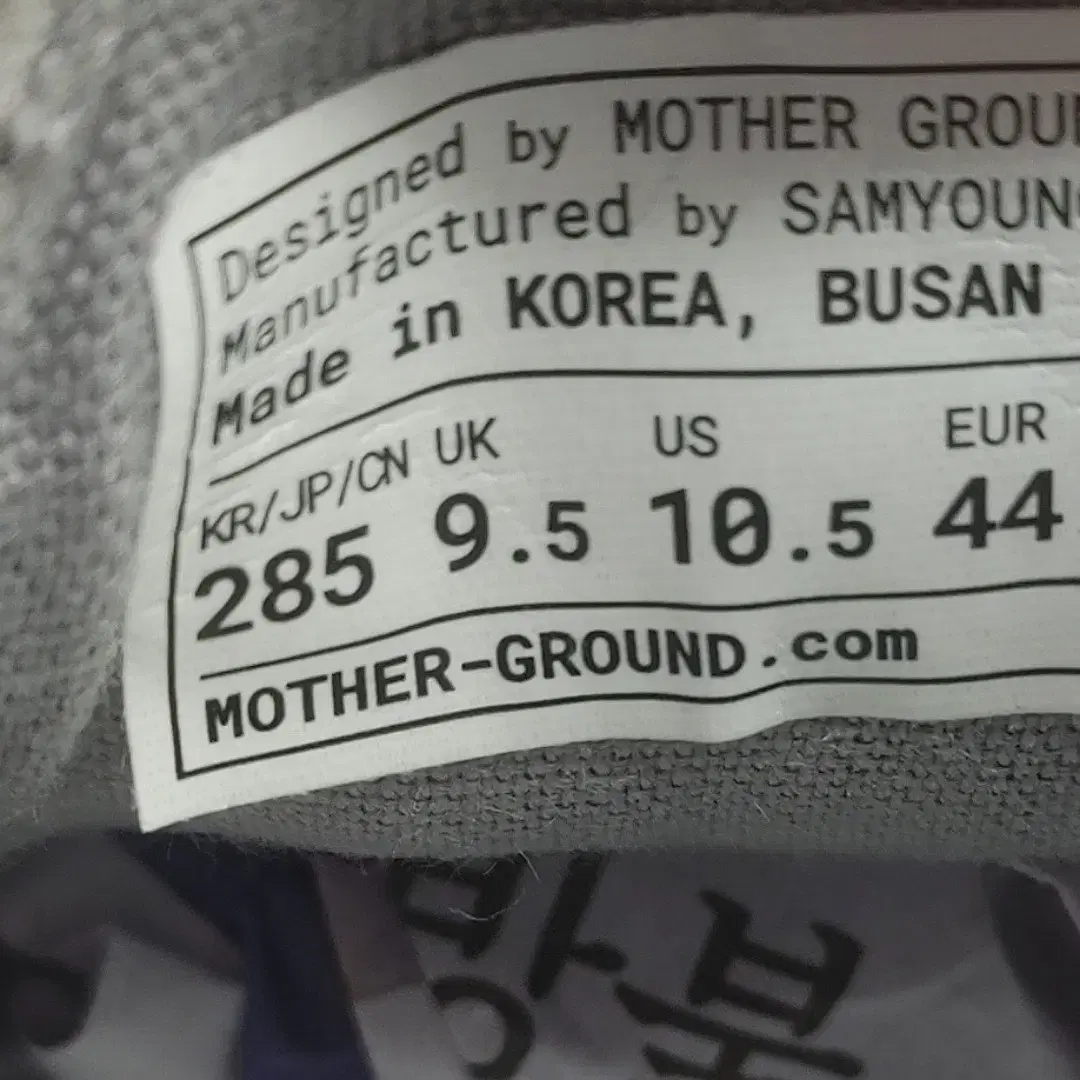 Designed by MOTHER GROU
Manufactured by SAMYOUN
Made in KOREA, BUSAN
KR/JP/CN UK US EUR
285 9.5 10.5 44
MOTHER-GROUND.com